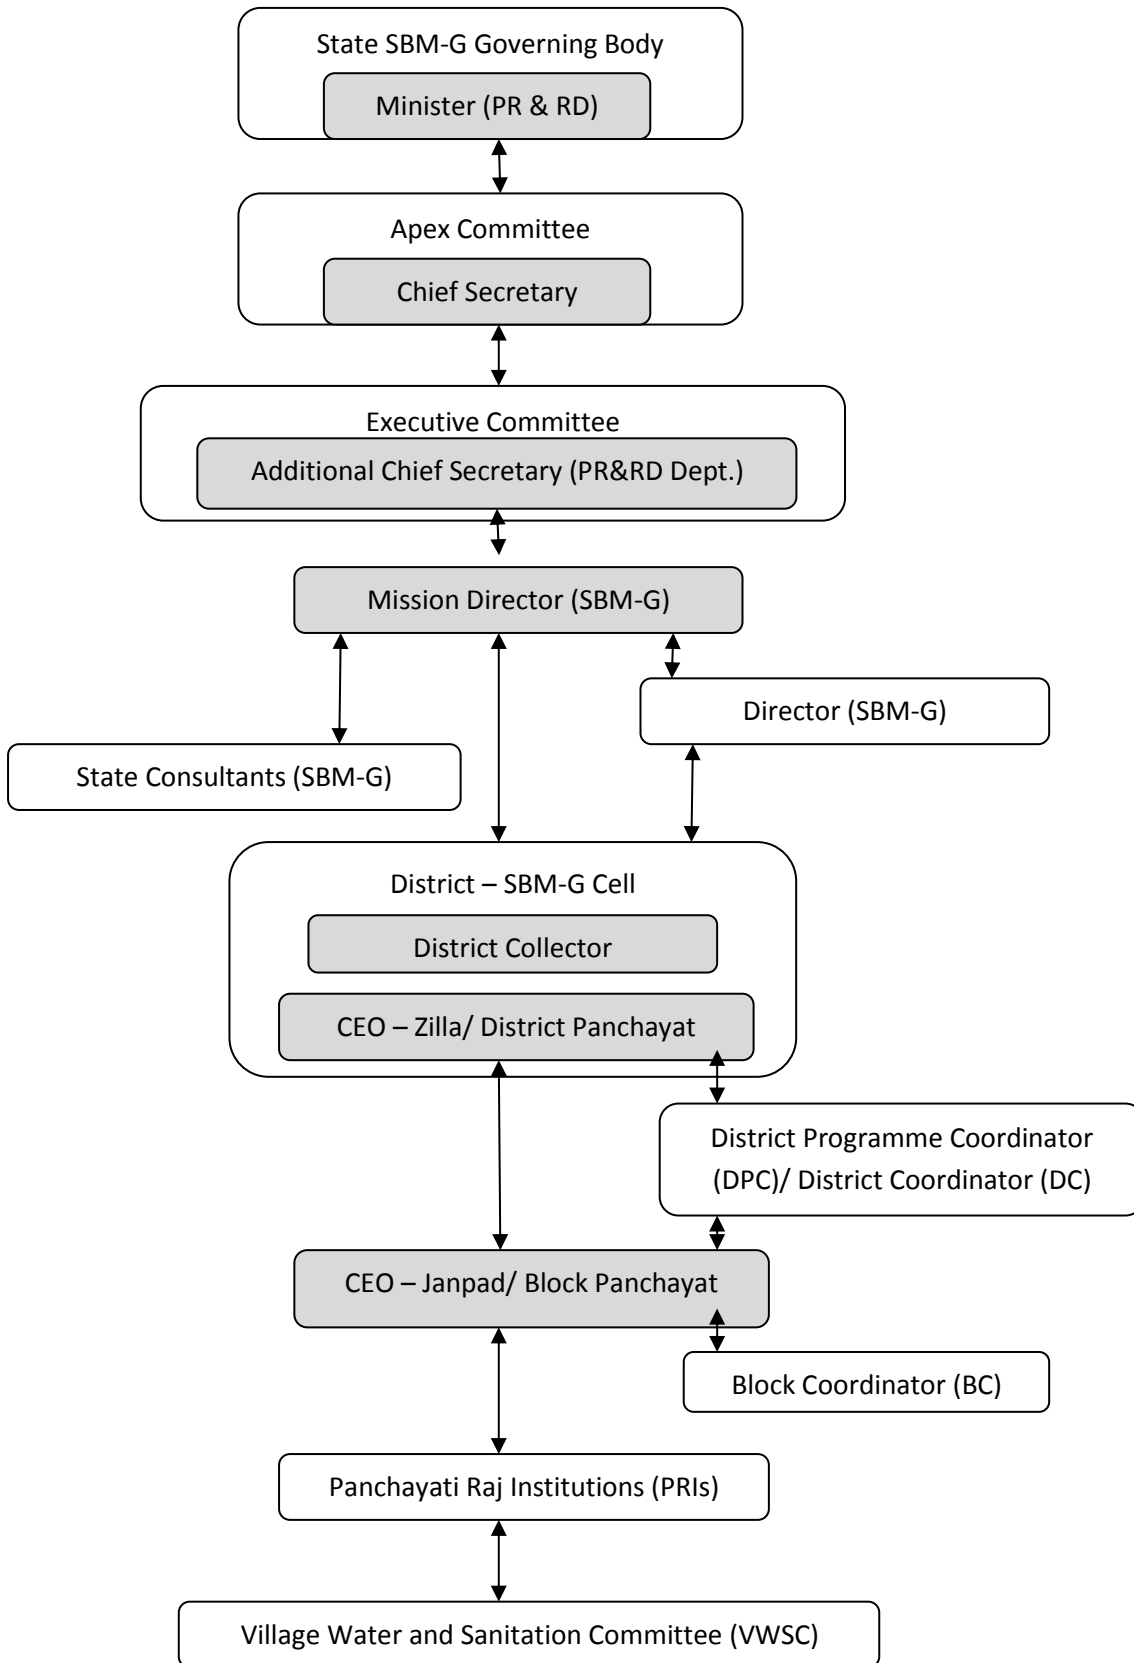 State SBM-G Governing Body
Minister (PR & RD)
Apex Committee
Chief Secretary
Executive Committee
Additional Chief Secretary (PR&RD Dept.)
Mission Director (SBM-G)
Director (SBM-G)
State Consultants (SBM-G)
District – SBM-G Cell
District Collector
CEO – Zilla/ District Panchayat
District Programme Coordinator
(DPC)/ District Coordinator (DC)
CEO – Janpad/ Block Panchayat
Block Coordinator (BC)
Panchayati Raj Institutions (PRIs)
Village Water and Sanitation Committee (VWSC)